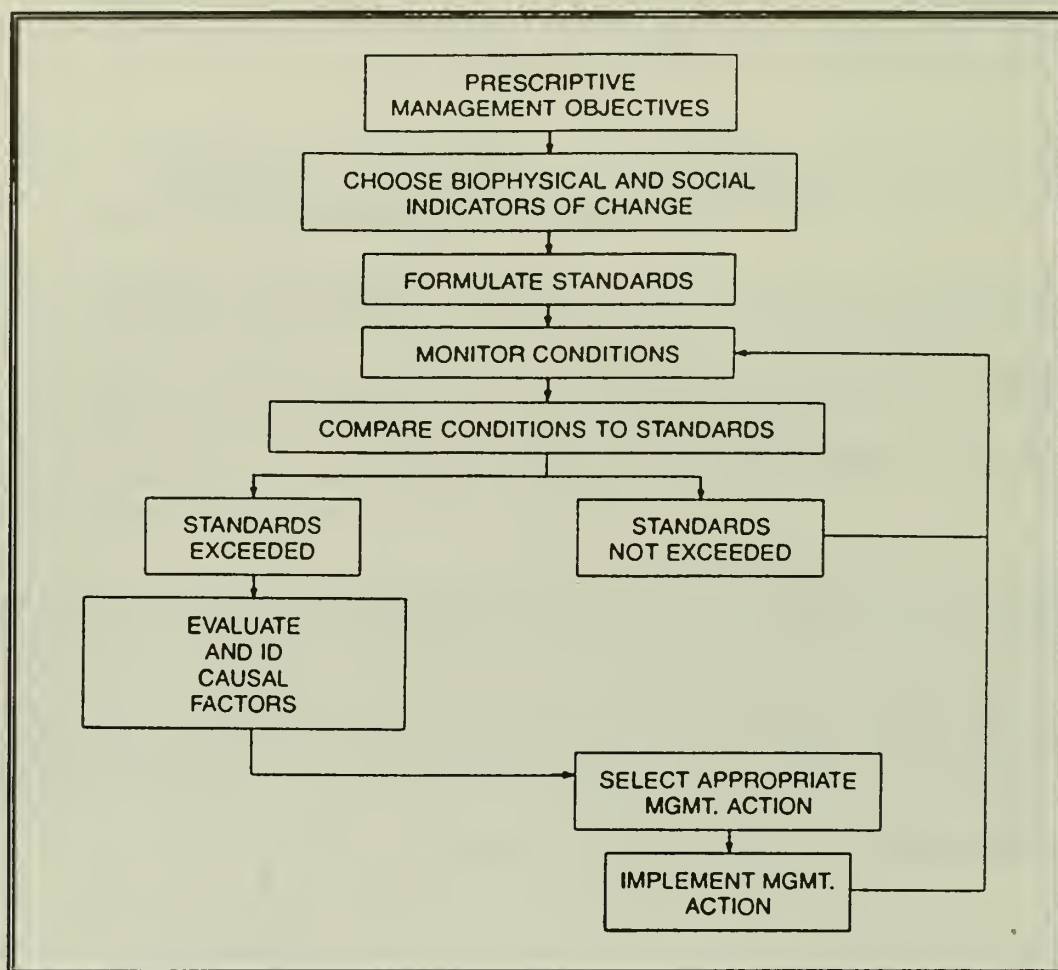 PRESCRIPTIVE
MANAGEMENT OBJECTIVES
CHOOSE BIOPHYSICAL AND SOCIAL
INDICATORS OF CHANGE
FORMULATE STANDARDS
MONITOR CONDITIONS
COMPARE CONDITIONS TO STANDARDS
STANDARDS
EXCEEDED
STANDARDS
NOT EXCEEDED
EVALUATE
AND ID
CAUSAL
FACTORS
SELECT APPROPRIATE
MGMT. ACTION
IMPLEMENT MGMT.
ACTION